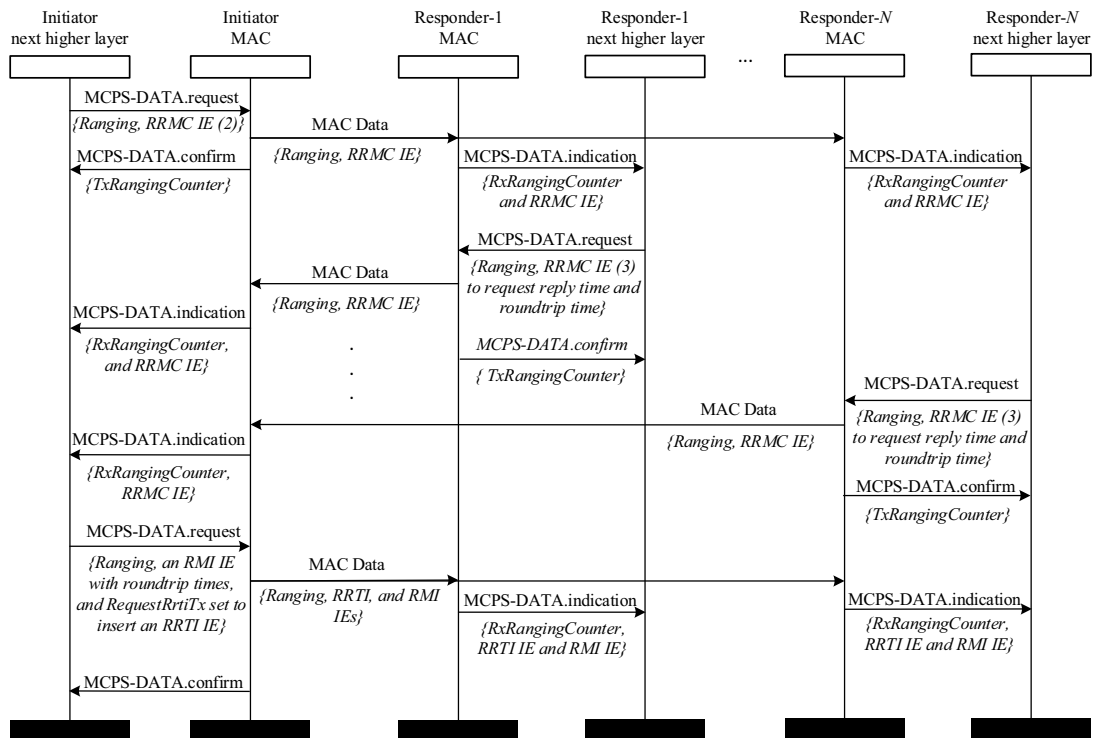 Initiator
next higher layer
Initiator
MAC
Responder-1
MAC
Responder-1
next higher layer
...
Responder-N
MAC
Responder-N
next higher layer
MCPS-DATA.request
{Ranging, RRMC IE (2)}
MAC Data
{Ranging, RRMC IE}
MCPS-DATA.confirm
{TxRangingCounter}
MCPS-DATA.indication
{RxRangingCounter
and RRMC IE}
MCPS-DATA.indication
{RxRangingCounter
and RRMC IE}
MCPS-DATA.request
{Ranging, RRMC IE (3)
to request reply time and
roundtrip time}
MAC Data
{Ranging, RRMC IE}
MCPS-DATA.indication
{RxRangingCounter,
and RRMC IE}
.
.
.
MCPS-DATA.confirm
{ TxRangingCounter}
MCPS-DATA.request
{Ranging, RRMC IE (3)
to request reply time and
roundtrip time}
MAC Data
{Ranging, RRMC IE}
MCPS-DATA.indication
{RxRangingCounter,
RRMC IE}
MCPS-DATA.confirm
{TxRangingCounter}
MCPS-DATA.request
{Ranging, an RMI IE
with roundtrip times,
and RequestRrtiTx set to
insert an RRTI IE}
MAC Data
{Ranging, RRTI, and RMI
IEs}
MCPS-DATA.indication
{RxRangingCounter,
RRTI IE and RMI IE}
MCPS-DATA.indication
{RxRangingCounter,
RRTI IE and RMI IE}
MCPS-DATA.confirm